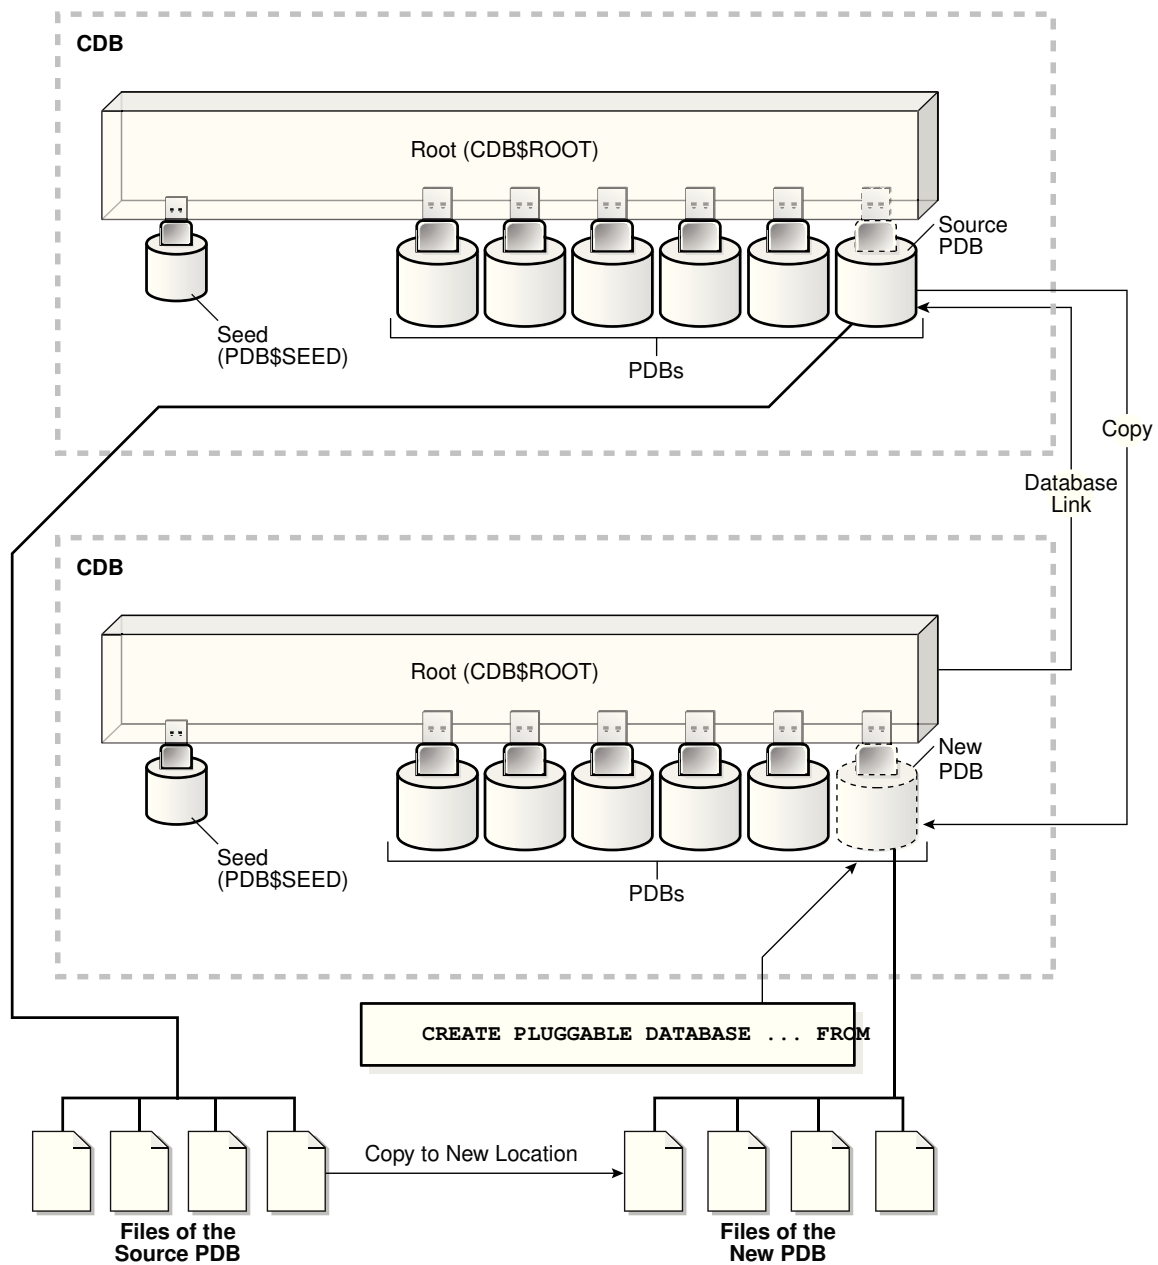 CDB
Root (CDB$ROOT)
Source
PDB
Seed
(PDB$SEED)
PDBs
Copy
Database
Link
CDB
Root (CDB$ROOT)
New
PDB
Seed
(PDB$SEED)
PDBs
CREATE PLUGGABLE DATABASE ... FROM
Copy to New Location
Files of the
Source PDB
Files of the
New PDB